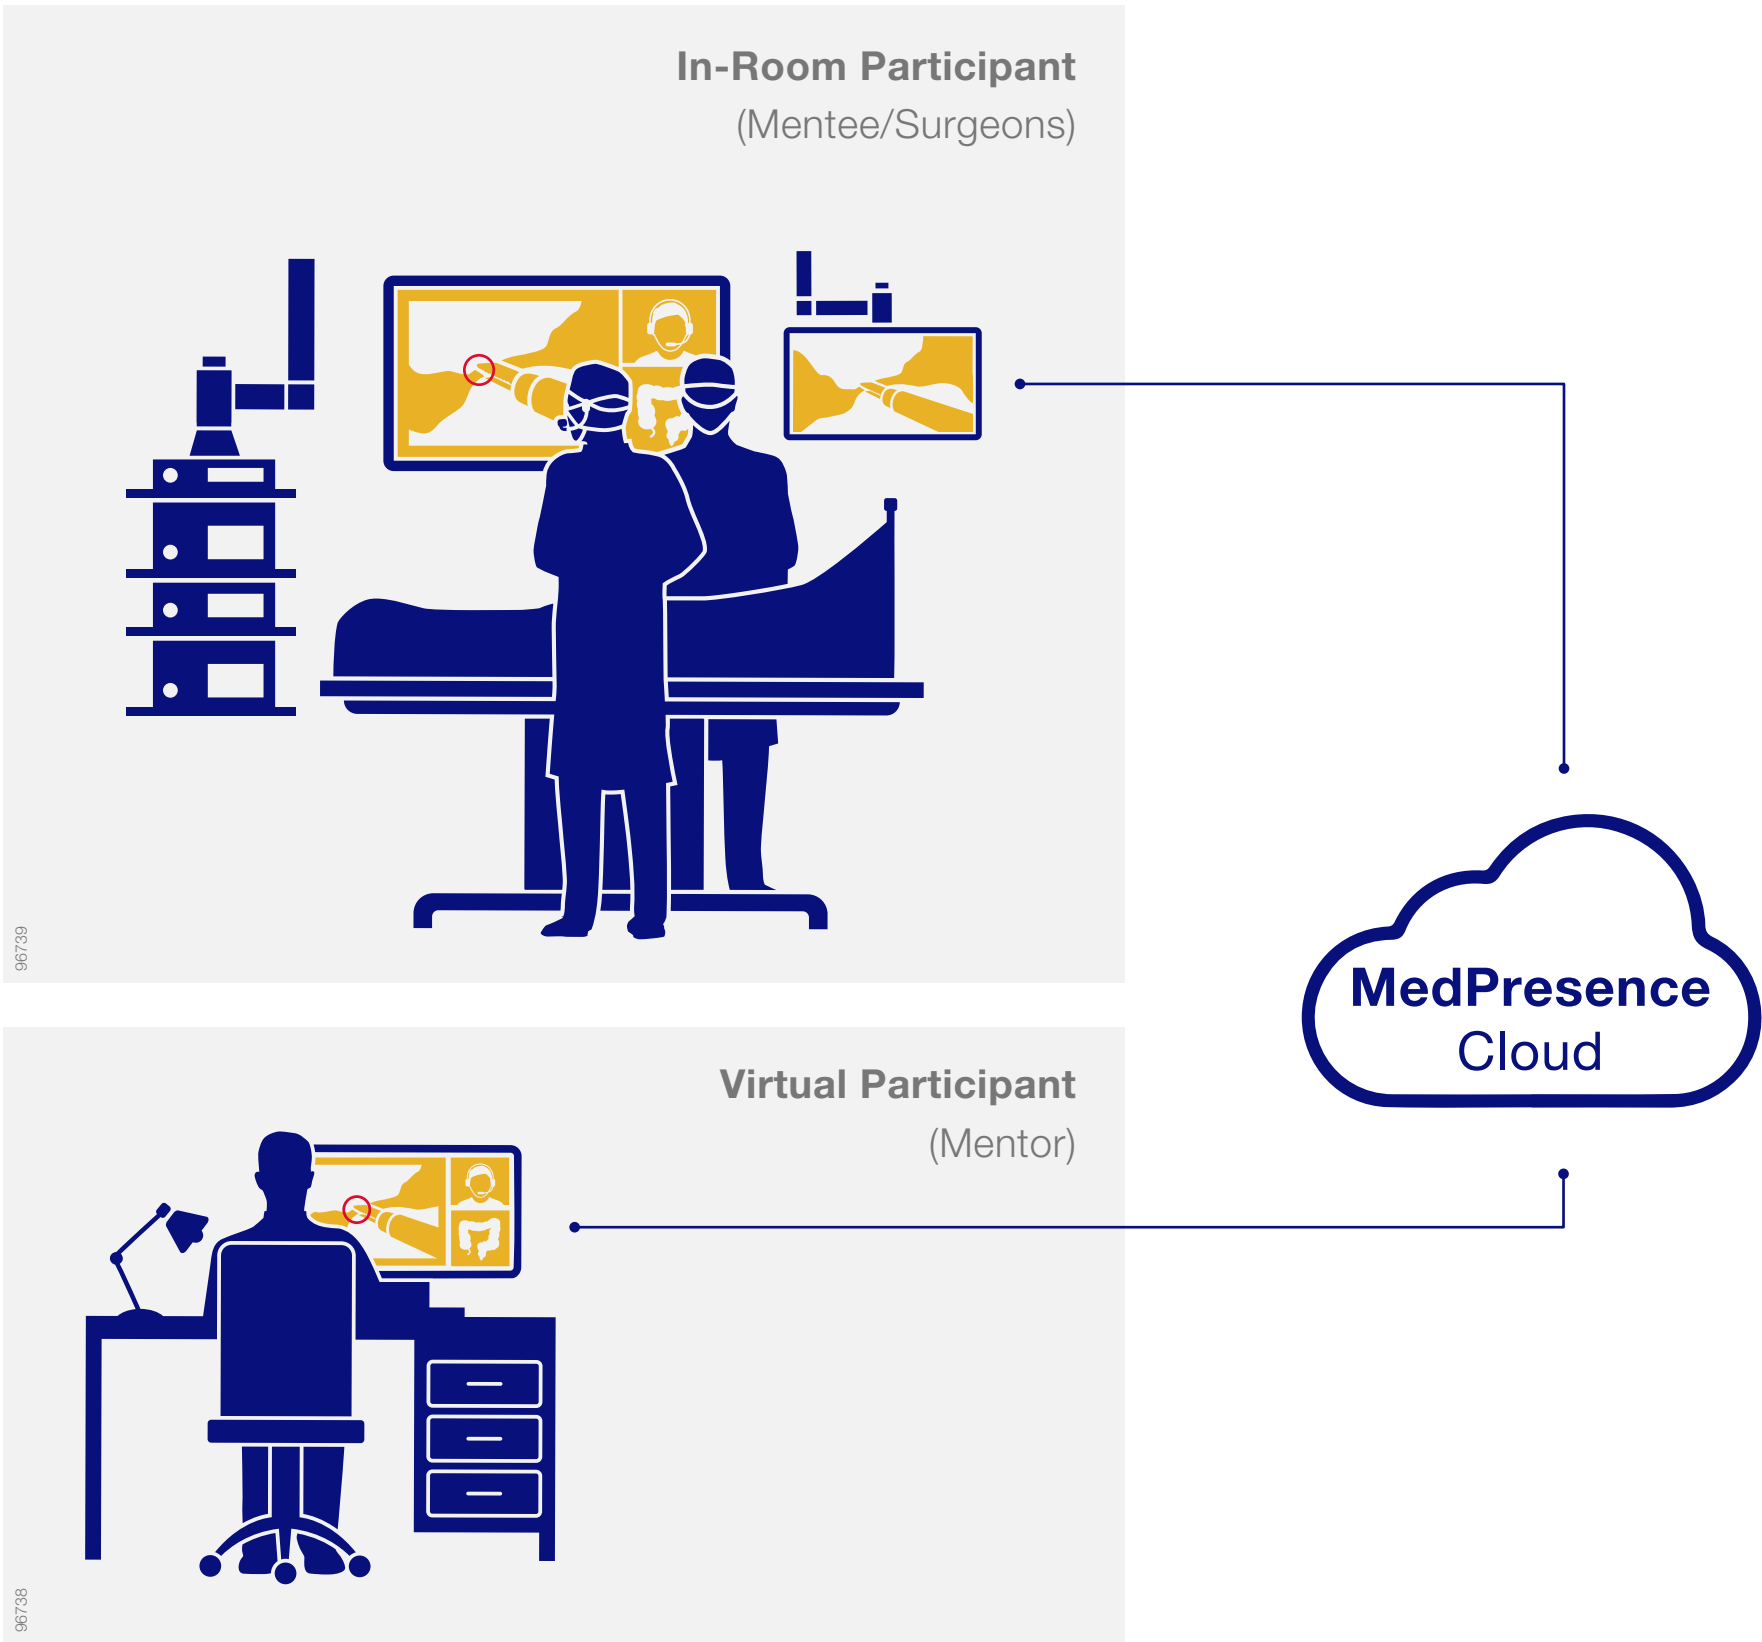 In-Room Participant
(Mentee/Surgeons)
96739
MedPresence
Cloud
Virtual Participant
(Mentor)
96738